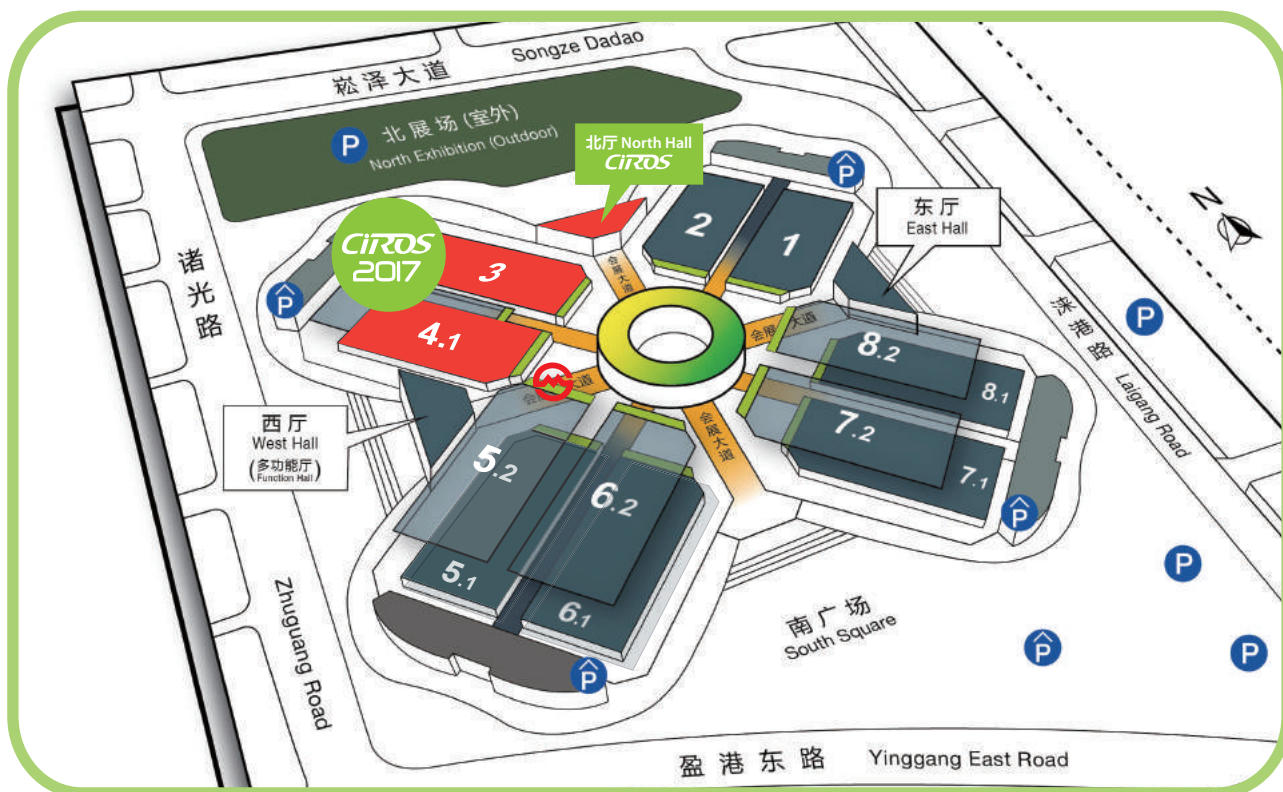 崧泽大道
Songze Dadao
P
北展场(室外)
North Exhibition (Outdoor)
北厅 North Hall
CiROS
P
东厅
East Hall
N
诸光路
CiROS
2017
3
2
1
P
4.1
会展大道
会展大道
会展大道
会展大道
8.2
8.1
7.2
7.1
涞港路
Laigang Road
P
西厅
West Hall
(多功能厅)
Function Hall
5.2
6.2
5.1
6.1
P
P
Zhuguang Road
南广场
South Square
P
P
P
盈港东路 Yinggang East Road